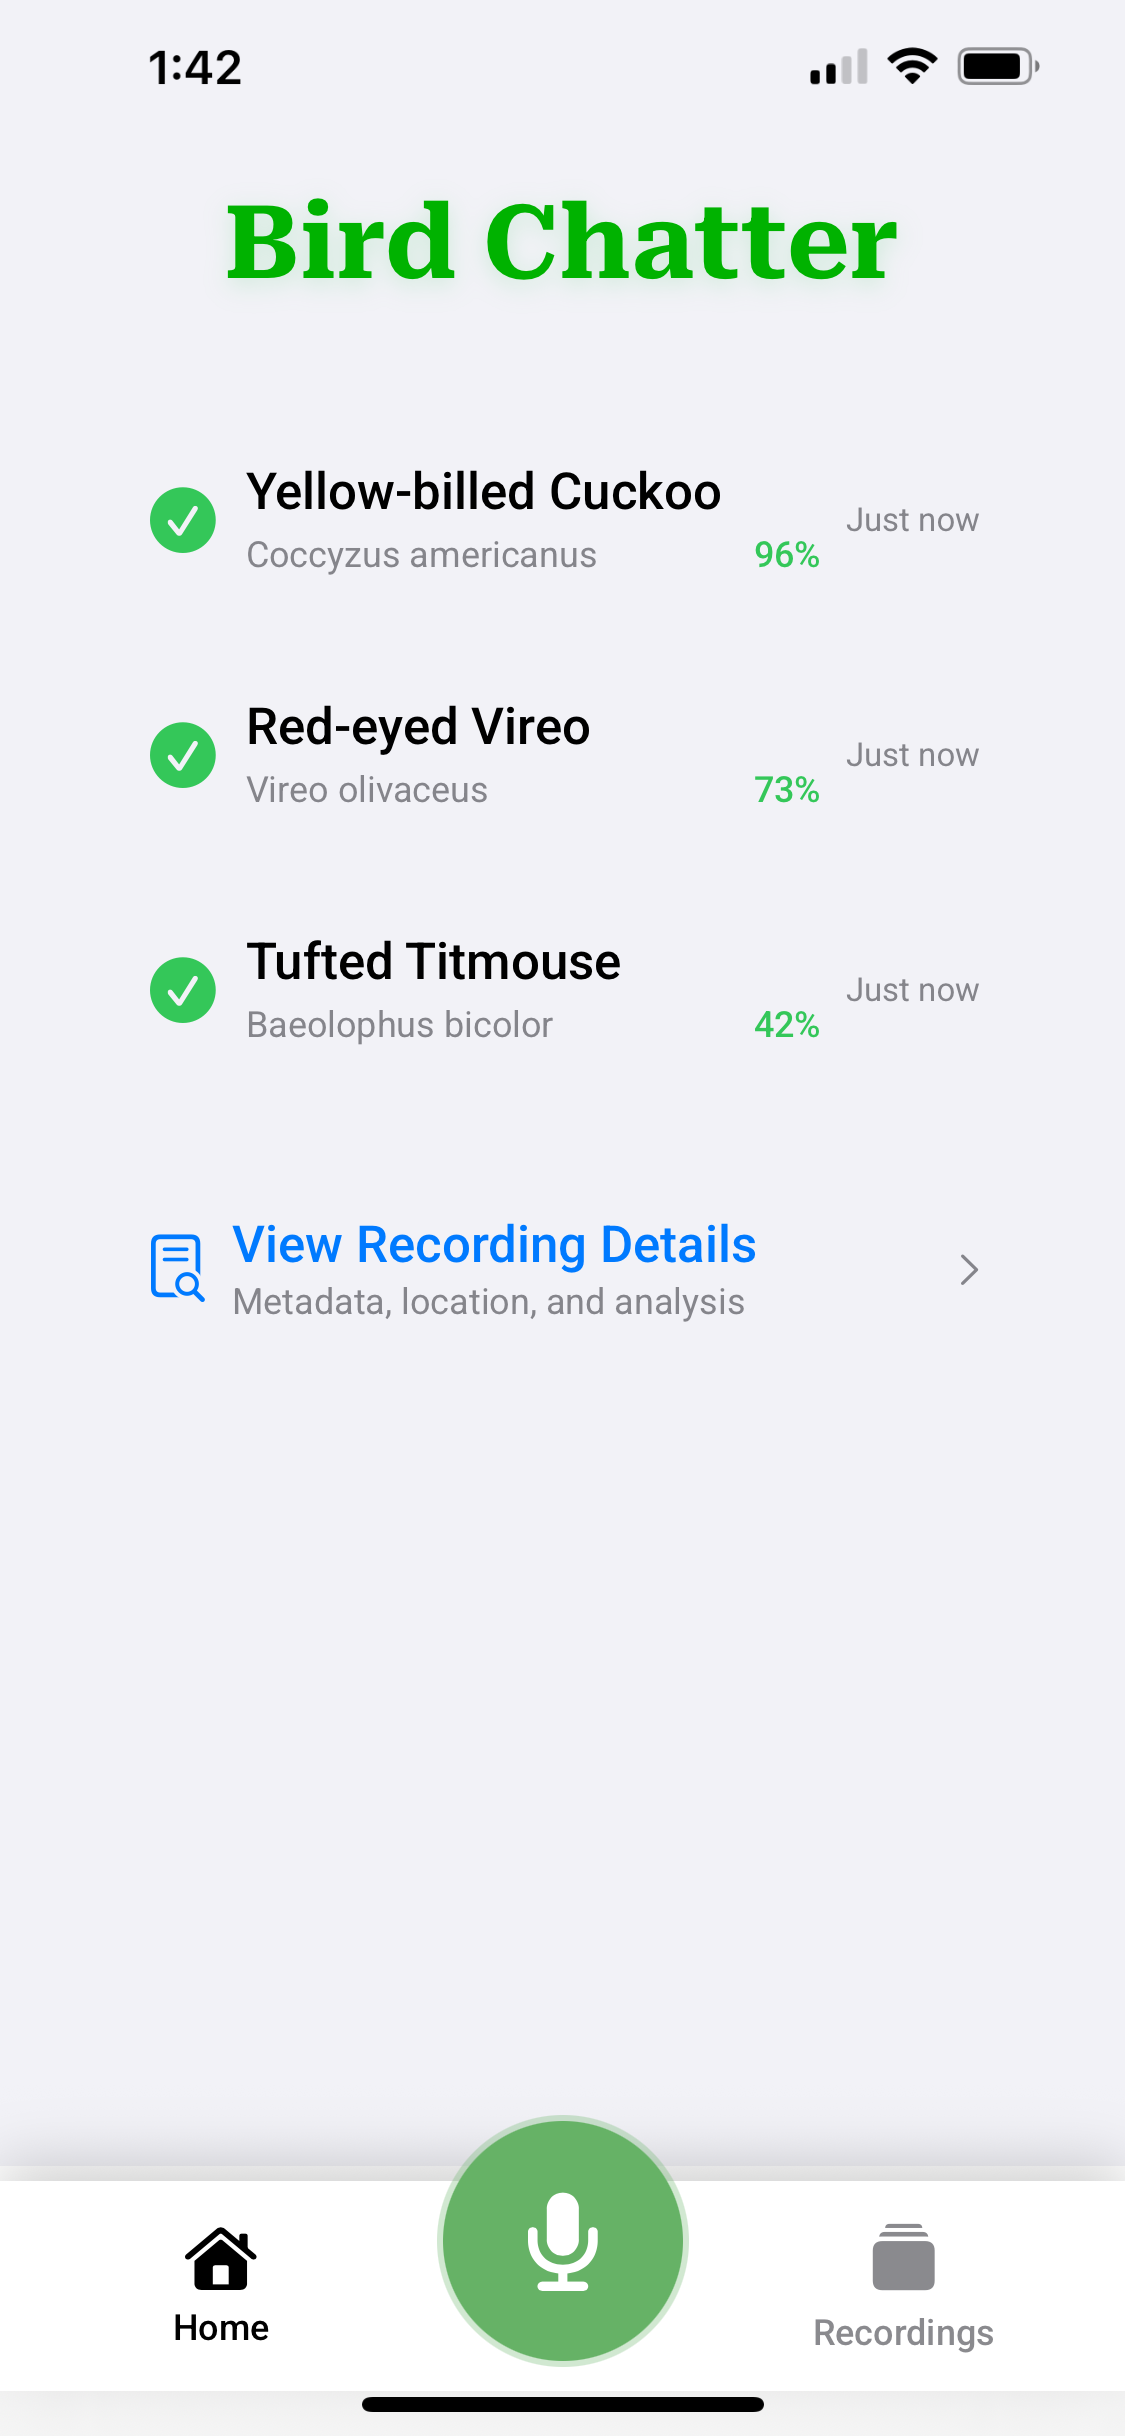 1:42
Bird Chatter
Yellow-billed Cuckoo
Just now
Coccyzus americanus 96%
Red-eyed Vireo
Just now
Vireo olivaceus 73%
Tufted Titmouse
Just now
Baeolophus bicolor 42%
View Recording Details
Metadata, location, and analysis
Home
Recordings